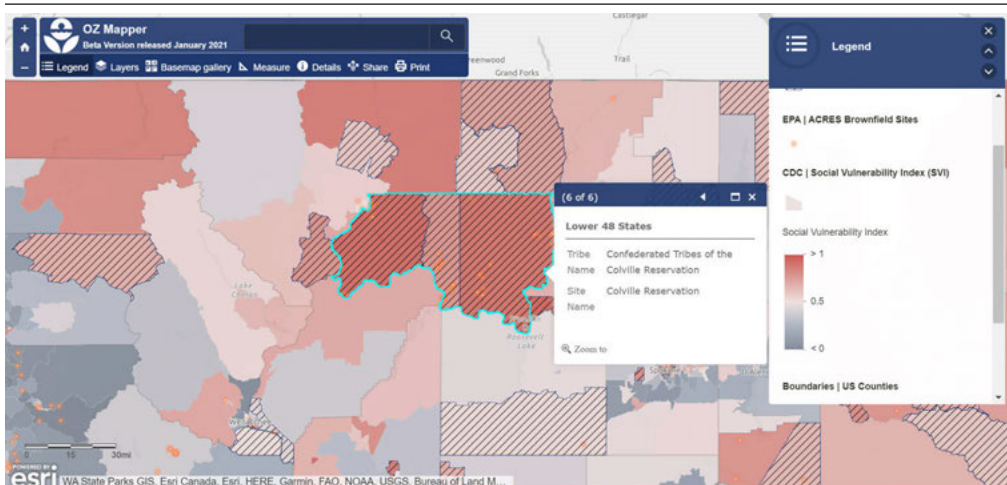 Castlegar
OZ Mapper
Beta Version released January 2021
Legend
Layers
Basemap gallery
Measure
Details
Share
Print
Trail
Grand Forks
Legend
EPA | ACRES Brownfield Sites
CDC | Social Vulnerability Index (SVI)
Social Vulnerability Index
> 1
0.5
< 0
Boundaries | US Counties
(6 of 6)
Lower 48 States
Tribe Name
Confederated Tribes of the Colville Reservation
Site Name
Colville Reservation
Zoom to
Lake
Roosevelt
Lake
0 15 30mi
POWERED BY
esri
WA State Parks GIS, Esri Canada, Esri, HERE, Garmin, FAO, NOAA, USGS, Bureau of Land M...